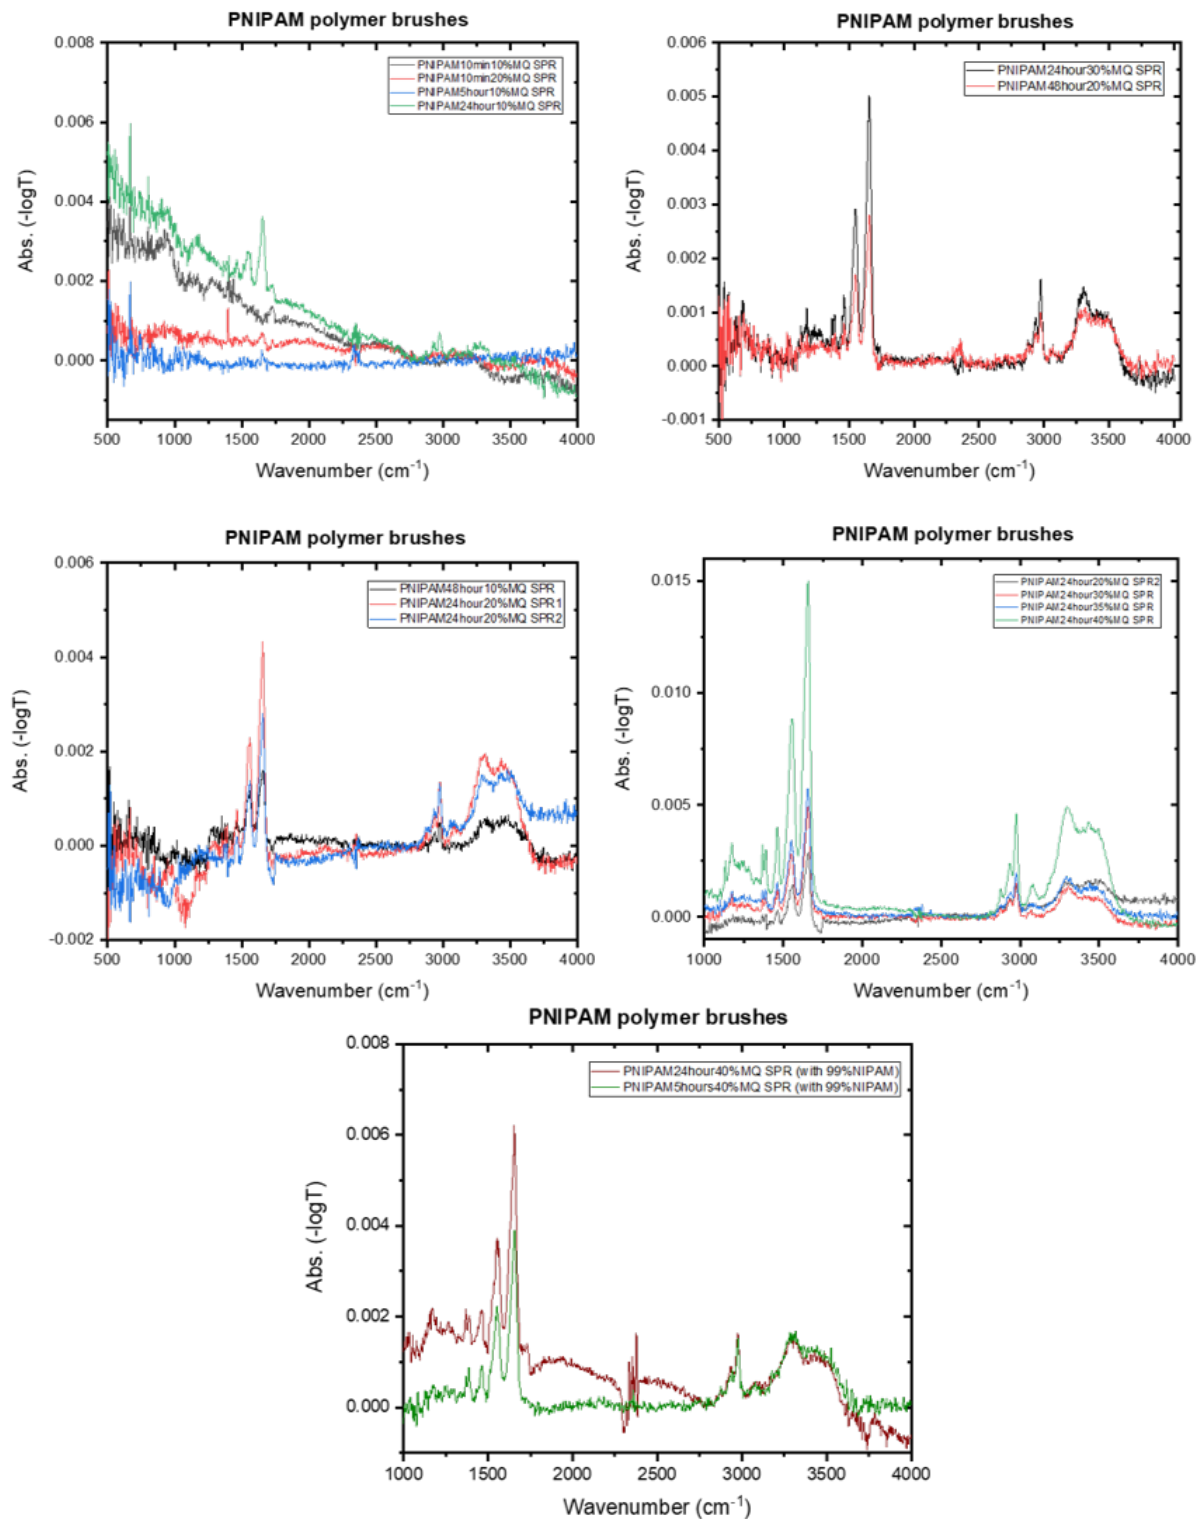 PNIPAM polymer brushes
0.008
0.006
0.004
0.002
0.000
Abs. (-logT)
PNIPAM10min10%MQ SPR
PNIPAM10min20%MQ SPR
PNIPAM5hour10%MQ SPR
PNIPAM24hour10%MQ SPR
500 1000 1500 2000 2500 3000 3500 4000
Wavenumber (cm⁻¹)
PNIPAM polymer brushes
0.006
0.005
0.004
0.003
0.002
0.001
0.000
-0.001
Abs. (-logT)
PNIPAM24hour30%MQ SPR
PNIPAM48hour20%MQ SPR
500 1000 1500 2000 2500 3000 3500 4000
Wavenumber (cm⁻¹)
PNIPAM polymer brushes
0.006
0.004
0.002
0.000
-0.002
Abs. (-logT)
PNIPAM48hour10%MQ SPR
PNIPAM24hour20%MQ SPR1
PNIPAM24hour20%MQ SPR2
500 1000 1500 2000 2500 3000 3500 4000
Wavenumber (cm⁻¹)
PNIPAM polymer brushes
0.015
0.010
0.005
0.000
Abs. (-logT)
PNIPAM24hour20%MQ SPR2
PNIPAM24hour30%MQ SPR
PNIPAM24hour35%MQ SPR
PNIPAM24hour40%MQ SPR
1000 1500 2000 2500 3000 3500 4000
Wavenumber (cm⁻¹)
PNIPAM polymer brushes
0.008
0.006
0.004
0.002
0.000
Abs. (-logT)
PNIPAM24hour40%MQ SPR (with 99%NIPAM)
PNIPAM5hours40%MQ SPR (with 99%NIPAM)
1000 1500 2000 2500 3000 3500 4000
Wavenumber (cm⁻¹)